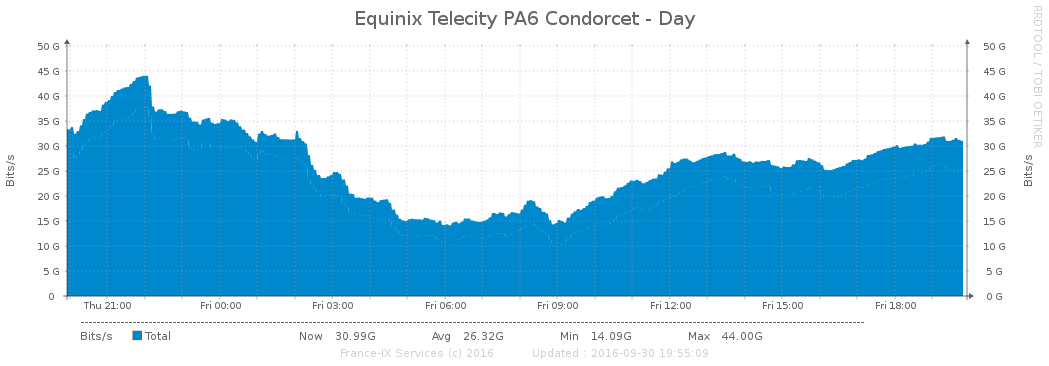 Equinix Telecity PA6 Condorcet - Day
RRDTOOL / TOBI OETIKER
50 G 50 G
45 G 45 G
40 G 40 G
35 G 35 G
30 G 30 G
25 G 25 G
20 G 20 G
15 G 15 G
10 G 10 G
5 G 5 G
0 0 G
Bits/s Bits/s
Thu 21:00 Fri 00:00 Fri 03:00 Fri 06:00 Fri 09:00 Fri 12:00 Fri 15:00 Fri 18:00
Bits/s Total Now 30.99G Avg 26.32G Min 14.09G Max 44.00G
France-IX Services (c) 2016 Updated : 2016-09-30 19:55:09